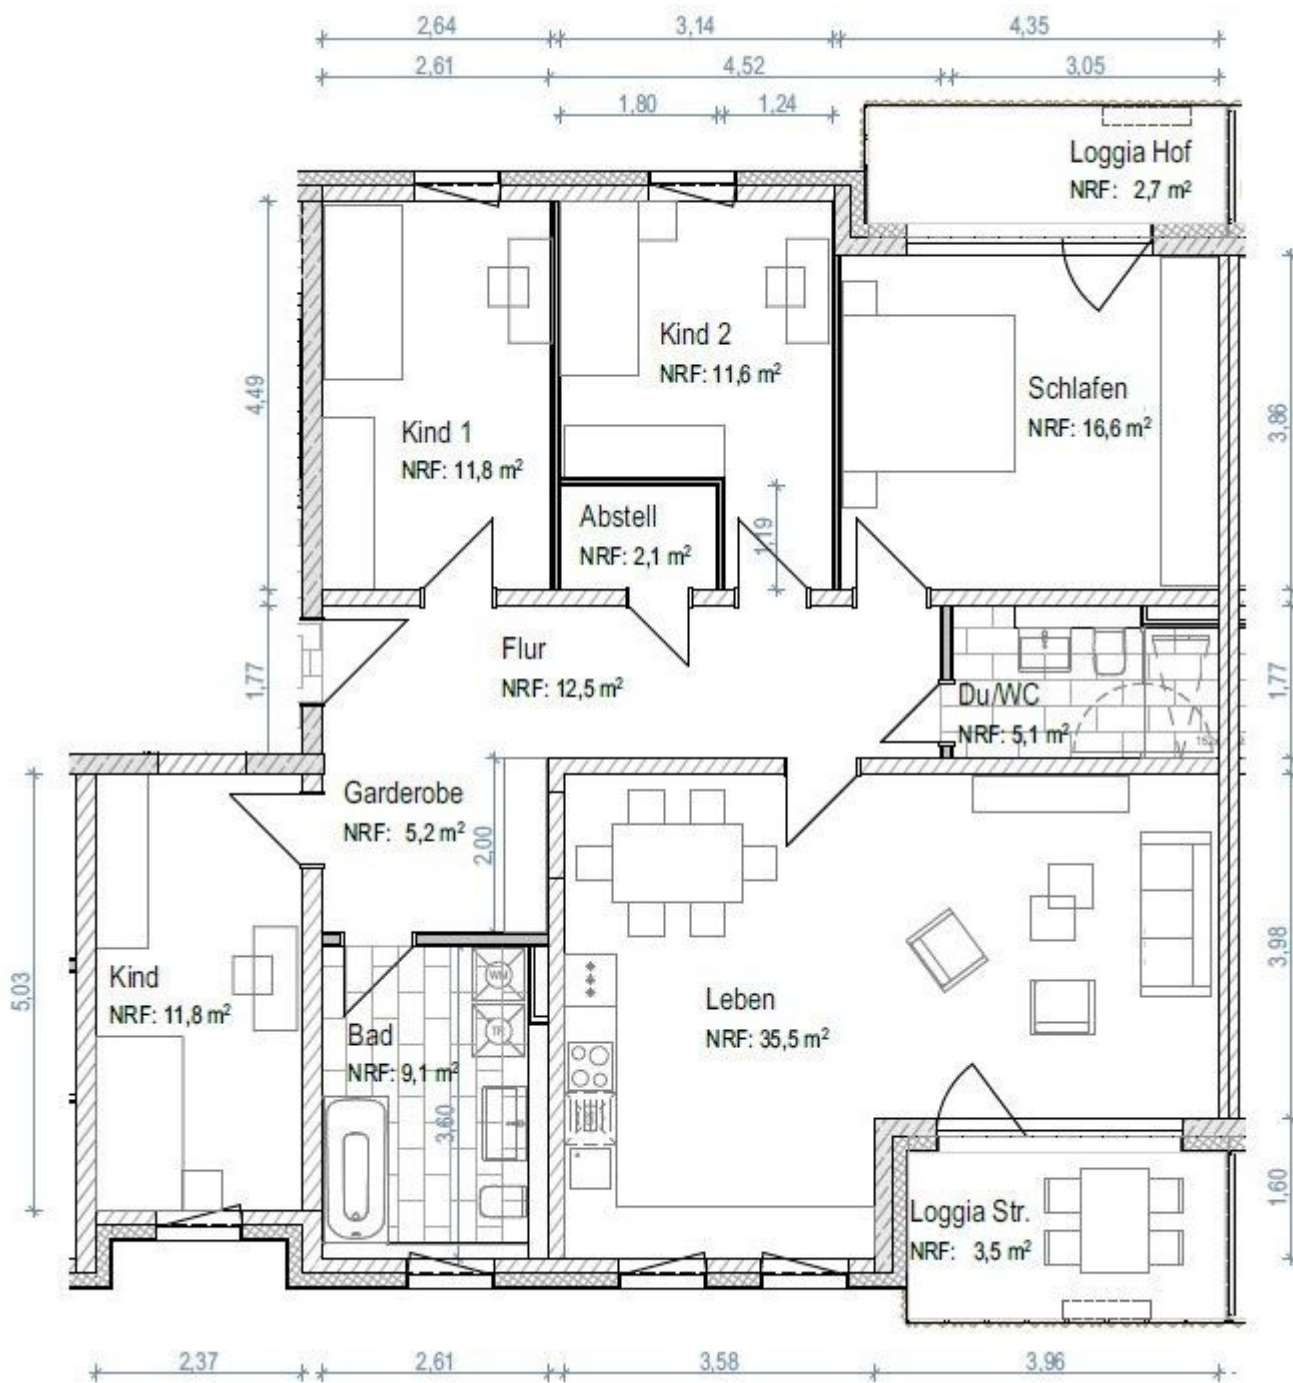 2,64
3,14
4,35
2,61
4,52
3,05
1,80
1,24
Loggia Hof
NRF: 2,7 m²
Kind 2
NRF: 11,6 m²
Schlafen
NRF: 16,6 m²
4,49
3,86
Kind 1
NRF: 11,8 m²
Abstell
NRF: 2,1 m²
1,19
Flur
NRF: 12,5 m²
1,77
1,77
Du/WC
NRF: 5,1 m²
Garderobe
NRF: 5,2 m²
2,00
Kind
NRF: 11,8 m²
5,03
WM
TR
Leben
NRF: 35,5 m²
3,98
Bad
NRF: 9,1 m²
3,60
1,60
Loggia Str.
NRF: 3,5 m²
2,37
2,61
3,58
3,96